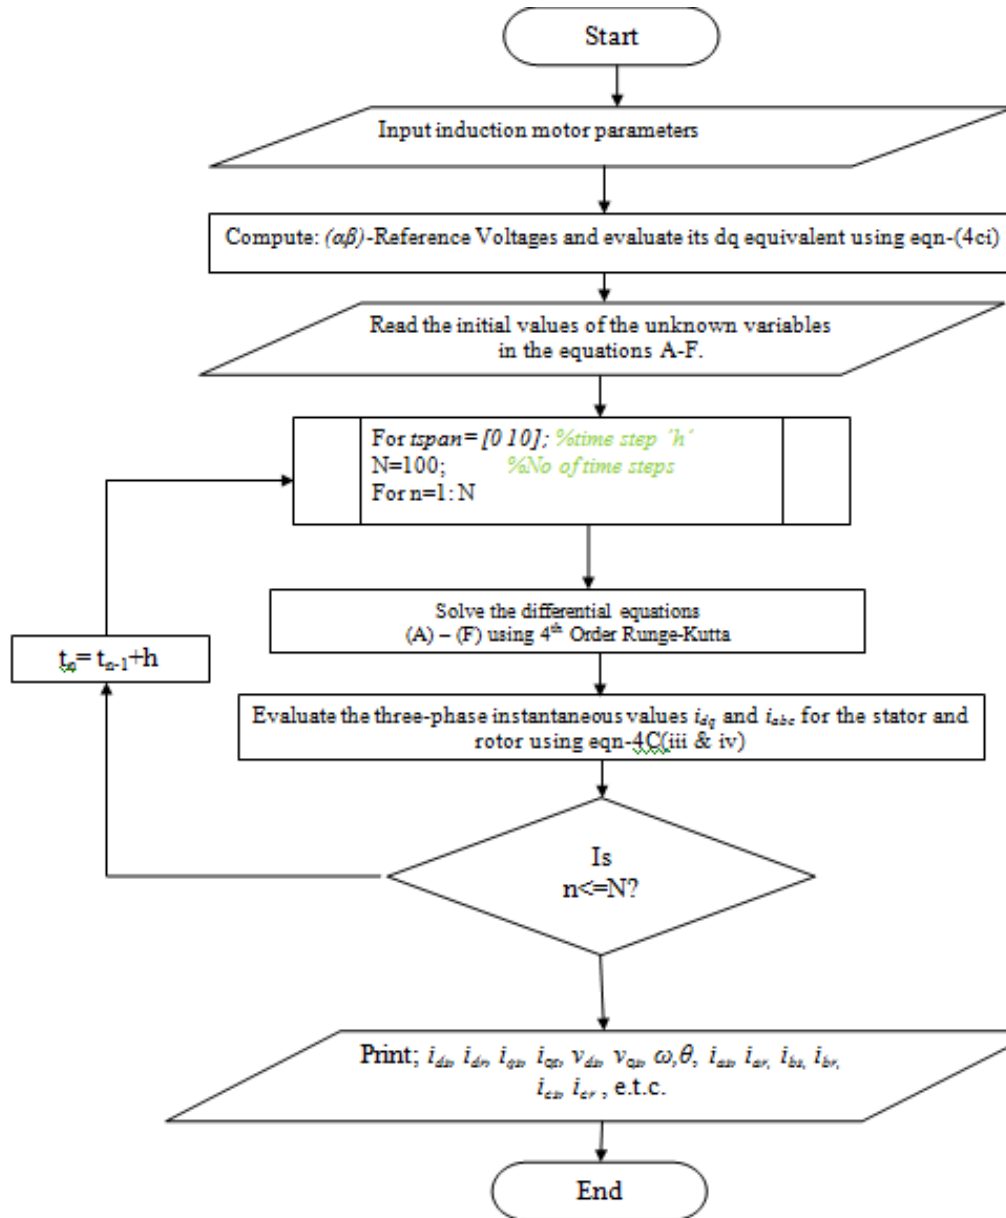 Start
Input induction motor parameters
Compute: (αβ)-Reference Voltages and evaluate its dq equivalent using eqn-(4ci)
Read the initial values of the unknown variables
in the equations A-F.
For tspan= [0 10]; %time step ‘h’
N=100; %No of time steps
For n=1: N
Solve the differential equations
(A) – (F) using 4th Order Runge-Kutta
tn= tn-1+h
Evaluate the three-phase instantaneous values idq and iabc for the stator and
rotor using eqn-4C(iii & iv)
Is
n<=N?
Print; ids, idr, iqs, iqr, vds, vqs, ω,θ, ias, iar, ibs, ibr,
ics, icr , e.t.c.
End